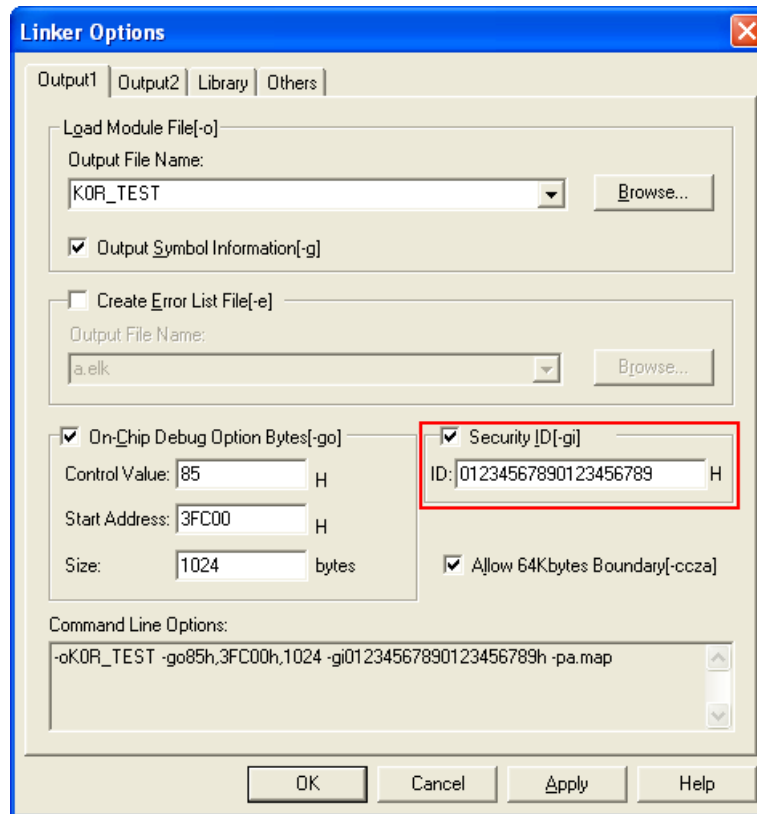 Linker Options
Output1 Output2 Library Others
Load Module File[-o]
Output File Name:
K0R_TEST Browse...
Output Symbol Information[-g]
Create Error List File[-e]
Output File Name:
a.elk Browse...
On-Chip Debug Option Bytes[-go] Security ID[-gi]
Control Value: 85 H ID: 01234567890123456789 H
Start Address: 3FC00 H
Size: 1024 bytes Allow 64Kbytes Boundary[-ccza]
Command Line Options:
-oK0R_TEST -go85h,3FC00h,1024 -gi01234567890123456789h -pa.map
OK Cancel Apply Help